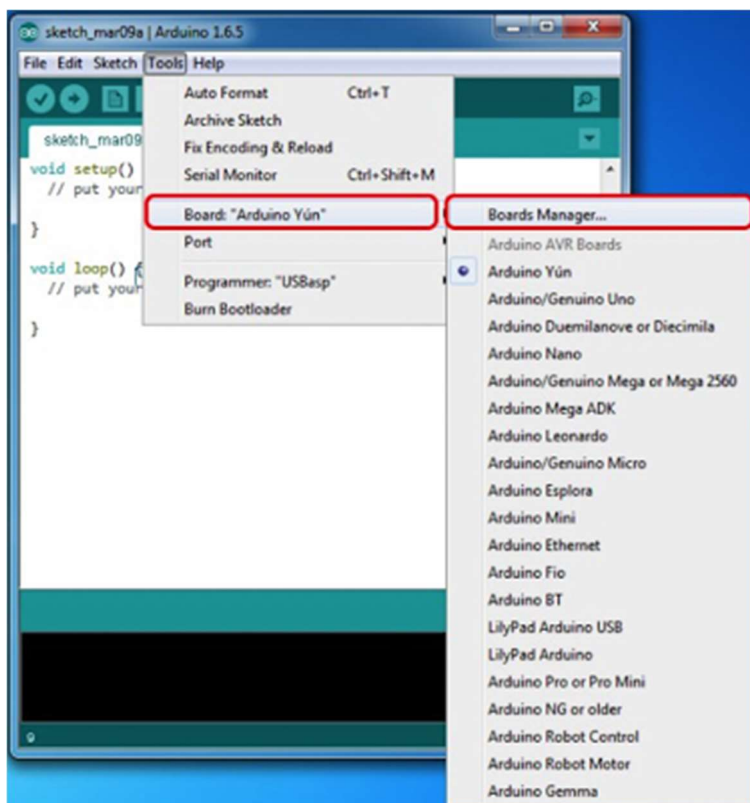 sketch_mar09a | Arduino 1.6.5
File Edit Sketch Tools Help
sketch_mar09
void setup()
// put your
}
void loop() {
// put your
}
Auto Format Ctrl+T
Archive Sketch
Fix Encoding & Reload
Serial Monitor Ctrl+Shift+M
Board: "Arduino Yún"
Port
Programmer: "USBasp"
Burn Bootloader
Boards Manager...
Arduino AVR Boards
Arduino Yún
Arduino/Genuino Uno
Arduino Duemilanove or Diecimila
Arduino Nano
Arduino/Genuino Mega or Mega 2560
Arduino Mega ADK
Arduino Leonardo
Arduino/Genuino Micro
Arduino Esplora
Arduino Mini
Arduino Ethernet
Arduino Fio
Arduino BT
LilyPad Arduino USB
LilyPad Arduino
Arduino Pro or Pro Mini
Arduino NG or older
Arduino Robot Control
Arduino Robot Motor
Arduino Gemma
9